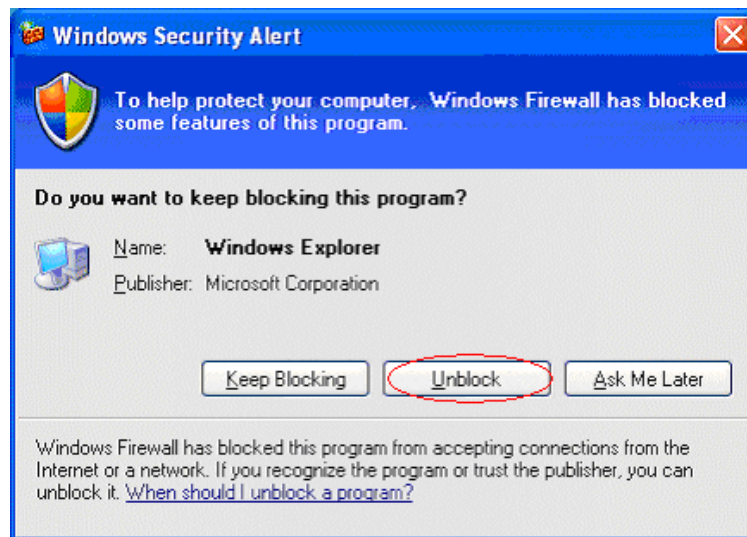 Windows Security Alert
To help protect your computer, Windows Firewall has blocked
some features of this program.
Do you want to keep blocking this program?
Name: Windows Explorer
Publisher: Microsoft Corporation
Keep Blocking Unblock Ask Me Later
Windows Firewall has blocked this program from accepting connections from the
Internet or a network. If you recognize the program or trust the publisher, you can
unblock it. When should I unblock a program?